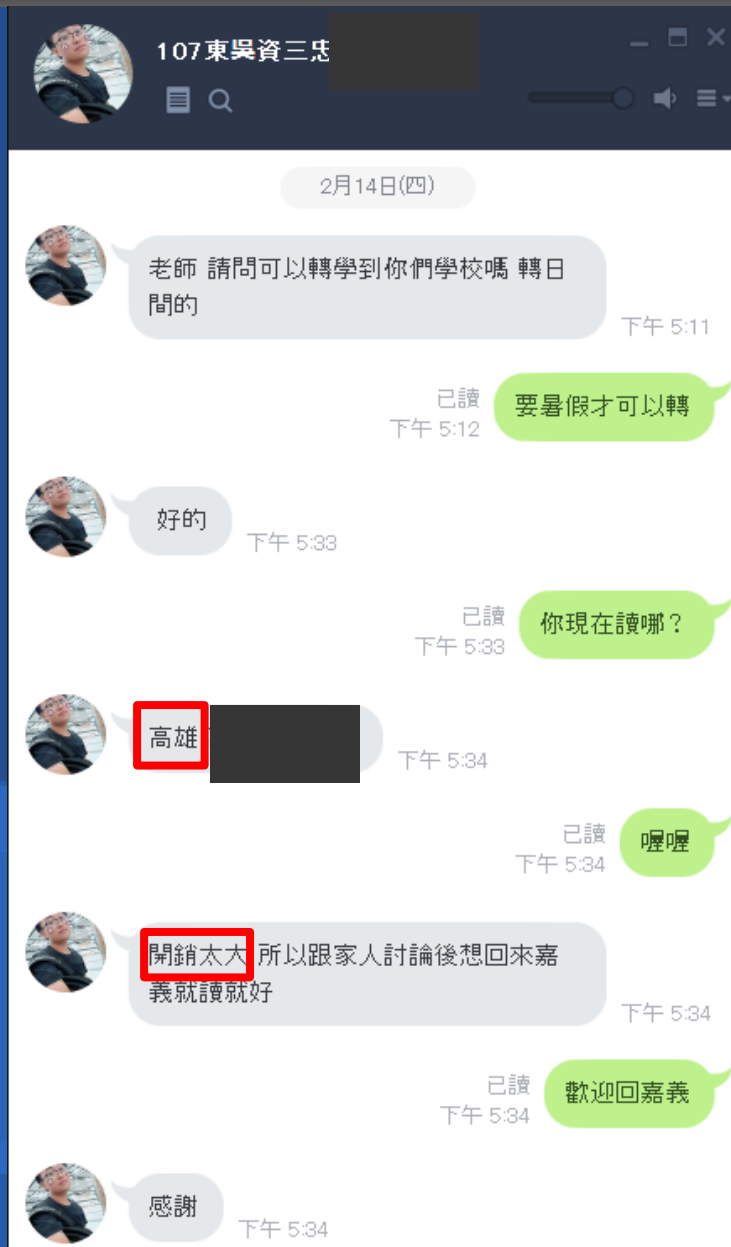 107東吳資三忠
2月14日(四)
老師 請問可以轉學到你們學校嗎 轉日
間的
下午 5:11
已讀
下午 5:12
要暑假才可以轉
好的
下午 5:33
已讀
下午 5:33
你現在讀哪?
高雄
下午 5:34
已讀
下午 5:34
喔喔
開銷太大 所以跟家人討論後想回來嘉
義就讀就好
下午 5:34
已讀
下午 5:34
歡迎回嘉義
感謝
下午 5:34